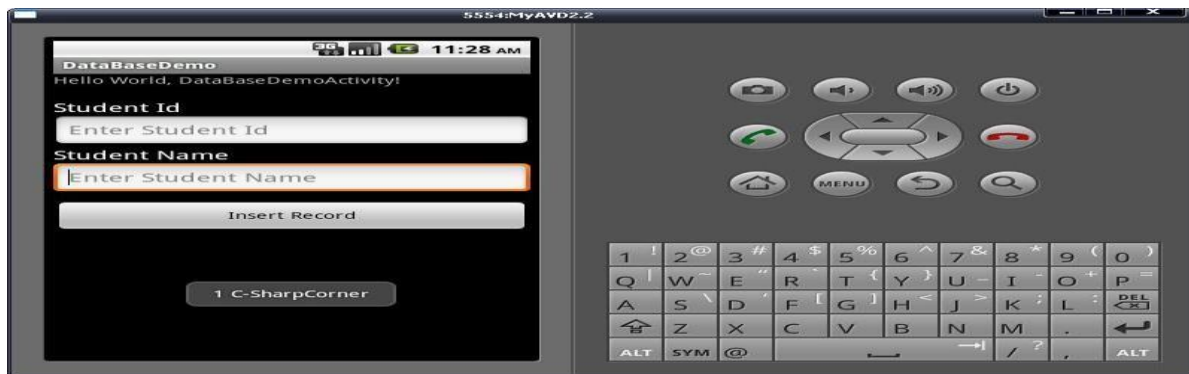 5554:MyAVD2.2
3G 11:28 AM
DataBaseDemo
Hello World, DataBaseDemoActivity!
Student Id
Enter Student Id
Student Name
Enter Student Name
Insert Record
1 C-SharpCorner
MENU
1 ! 2 @ 3 # 4 $ 5 % 6 ^ 7 & 8 * 9 ( 0 )
Q | W ~ E " R ` T { Y } U - I - O + P =
A S \ D ' F [ G ] H < J > K ; L : DEL
Z X C V B N M .
ALT SYM @ / ? , ALT